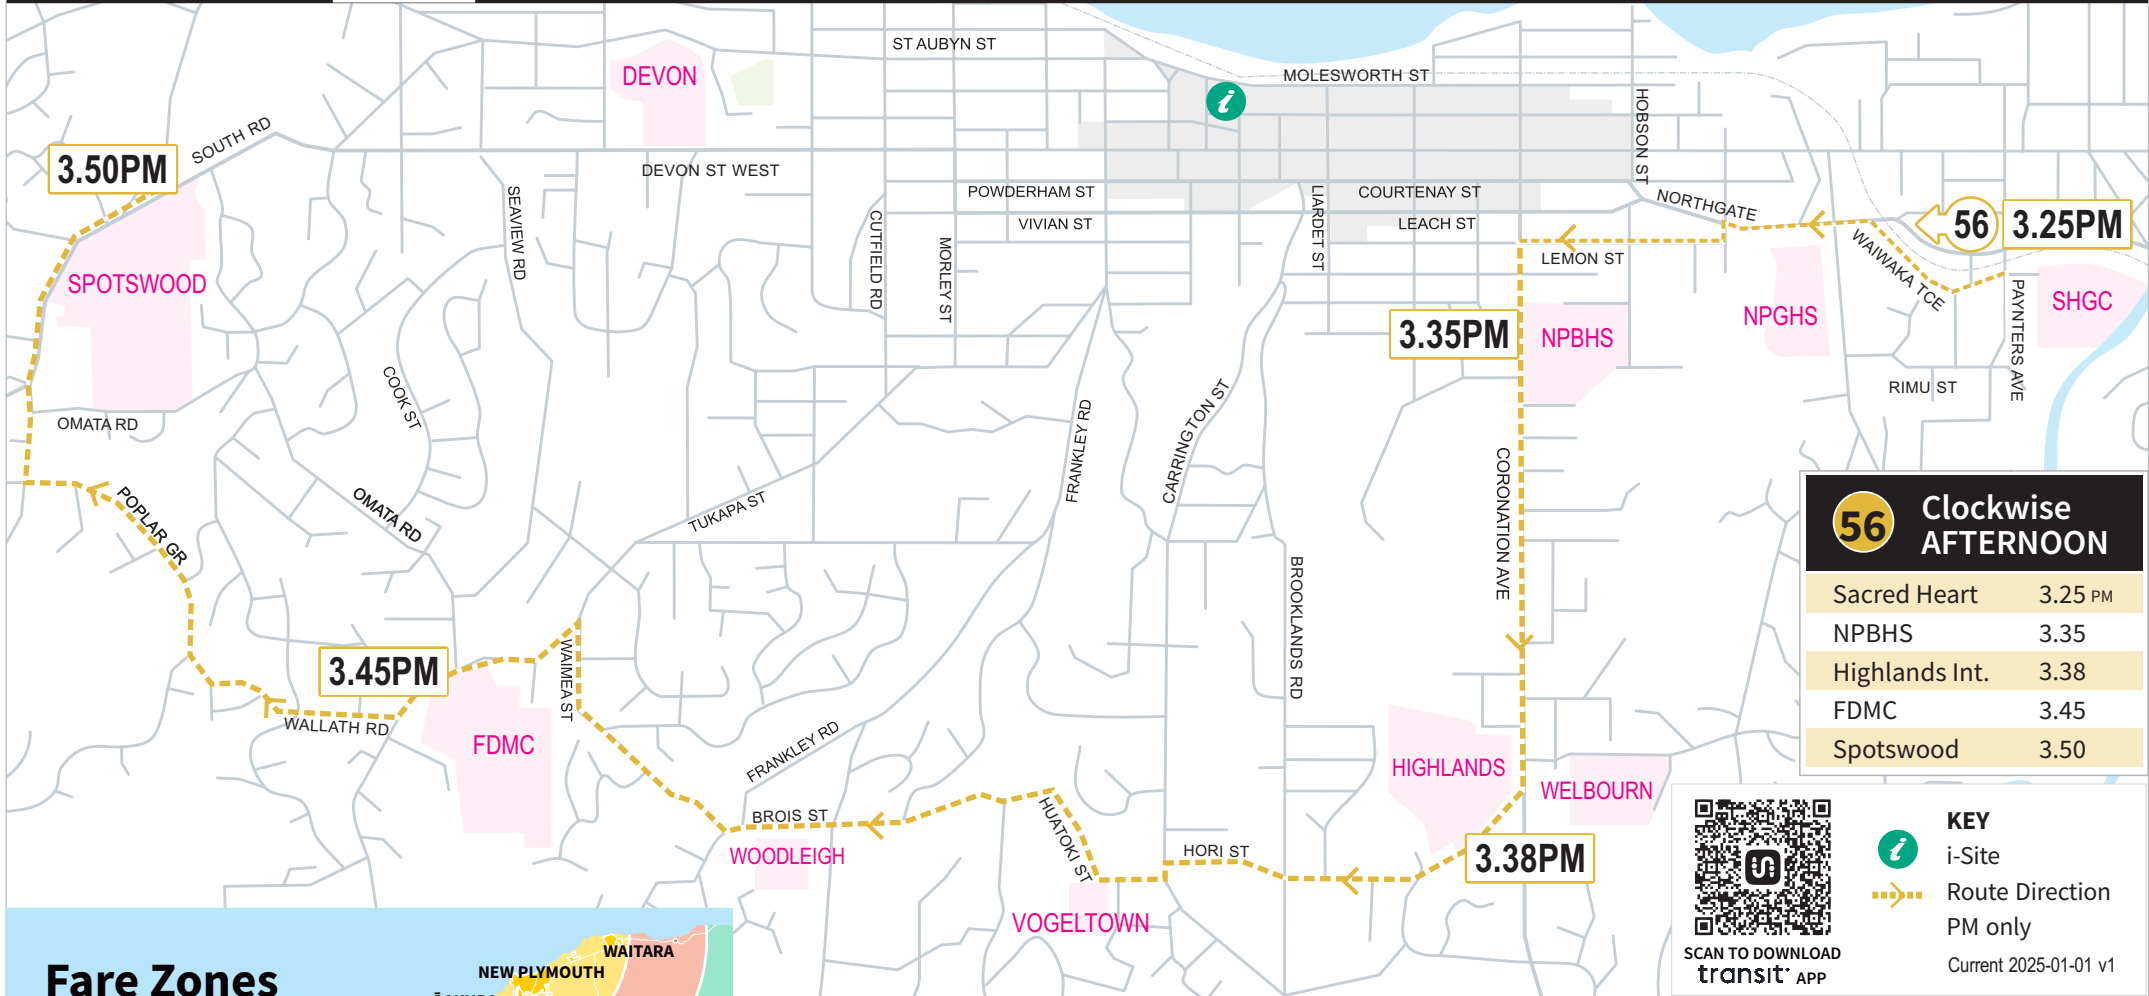 ST AUBYN ST
MOLESWORTH ST
DEVON
i
HOBSON ST
SOUTH RD
3.50PM
DEVON ST WEST
POWDERHAM ST
COURTENAY ST
NORTHGATE
VIVIAN ST
LEACH ST
56
3.25PM
SEAVIEW RD
CUTFIELD RD
MORLEY ST
LIARDET ST
LEMON ST
WAIWAKA TCE
SPOTSWOOD
NPGHS
SHGC
PAYNTERS AVE
3.35PM
NPBHS
RIMU ST
COOK ST
OMATA RD
FRANKLEY RD
CARRINGTON ST
CORONATION AVE
POPLAR GR
OMATA RD
TUKAPA ST
56
Clockwise
AFTERNOON
Sacred Heart 3.25 PM
NPBHS 3.35
Highlands Int. 3.38
FDMC 3.45
Spotswood 3.50
BROOKLANDS RD
3.45PM
WAIMEA ST
WALLATH RD
FDMC
FRANKLEY RD
HIGHLANDS
WELBOURN
BROIS ST
HUATOKI ST
WOODLEIGH
HORI ST
3.38PM
VOGELTOWN
KEY
i
i-Site
Route Direction
PM only
Current 2025-01-01 v1
SCAN TO DOWNLOAD
transit APP
Fare Zones
WAITARA
NEW PLYMOUTH